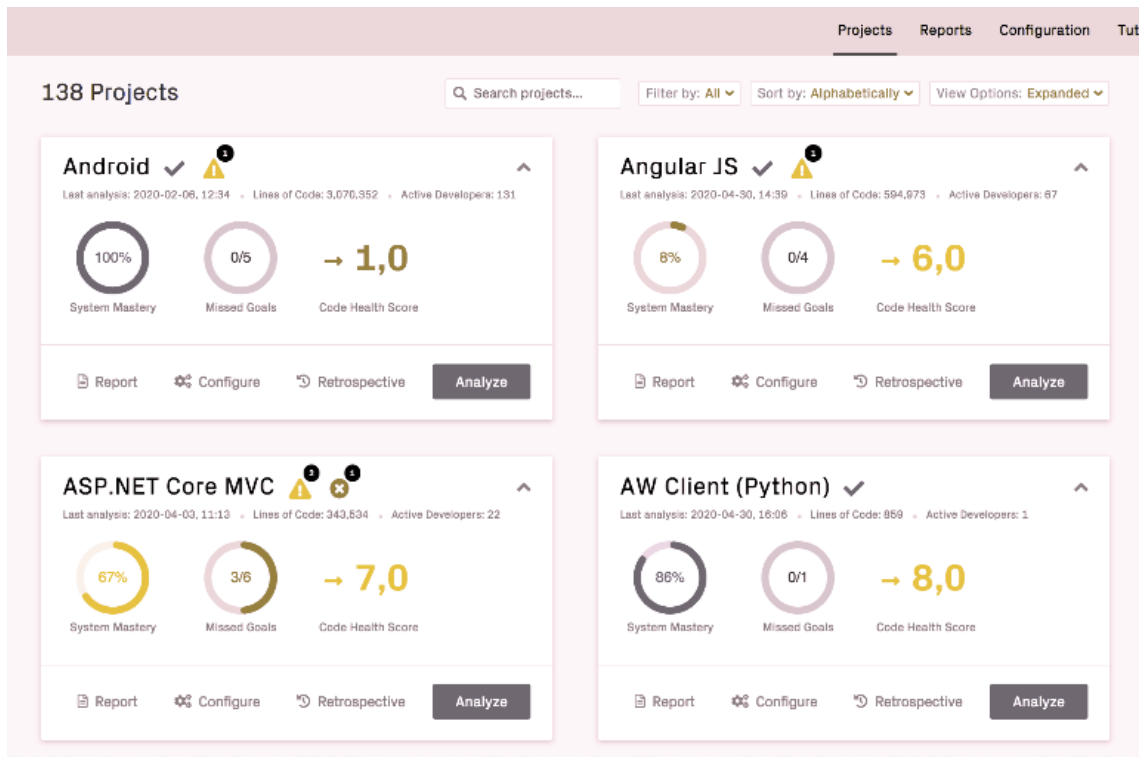 Projects Reports Configuration Tut
138 Projects
Search projects... Filter by: All Sort by: Alphabetically View Options: Expanded
Android 1
Last analysis: 2020-02-06, 12:34 Lines of Code: 3,070,352 Active Developers: 131
100% 0/5 → 1,0
System Mastery Missed Goals Code Health Score
Report Configure Retrospective Analyze
Angular JS 1
Last analysis: 2020-04-30, 14:39 Lines of Code: 594,973 Active Developers: 67
8% 0/4 → 6,0
System Mastery Missed Goals Code Health Score
Report Configure Retrospective Analyze
ASP.NET Core MVC 1
Last analysis: 2020-04-03, 11:13 Lines of Code: 343,534 Active Developers: 22
67% 3/6 → 7,0
System Mastery Missed Goals Code Health Score
Report Configure Retrospective Analyze
AW Client (Python)
Last analysis: 2020-04-30, 16:06 Lines of Code: 859 Active Developers: 1
86% 0/1 → 8,0
System Mastery Missed Goals Code Health Score
Report Configure Retrospective Analyze